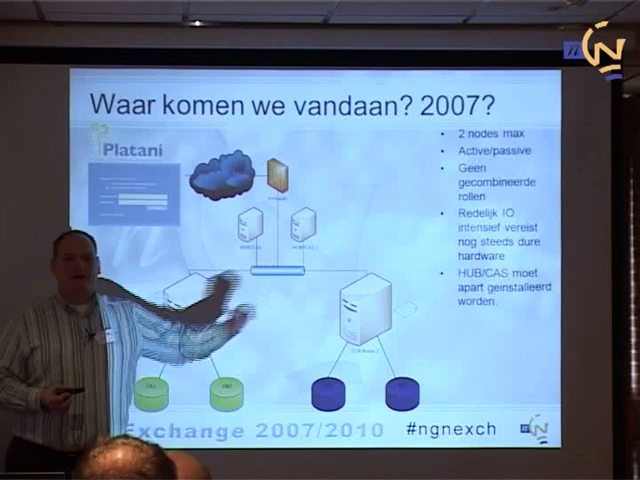 Waar komen we vandaan? 2007?
Platani
• 2 nodes max
• Active/passive
• Geen
gecombineerde
rollen
• Redelijk IO
intensief vereist
nog steeds dure
hardware
• HUB/CAS moet
apart geinstalleerd
worden.
Exchange 2007/2010
#ngnexch